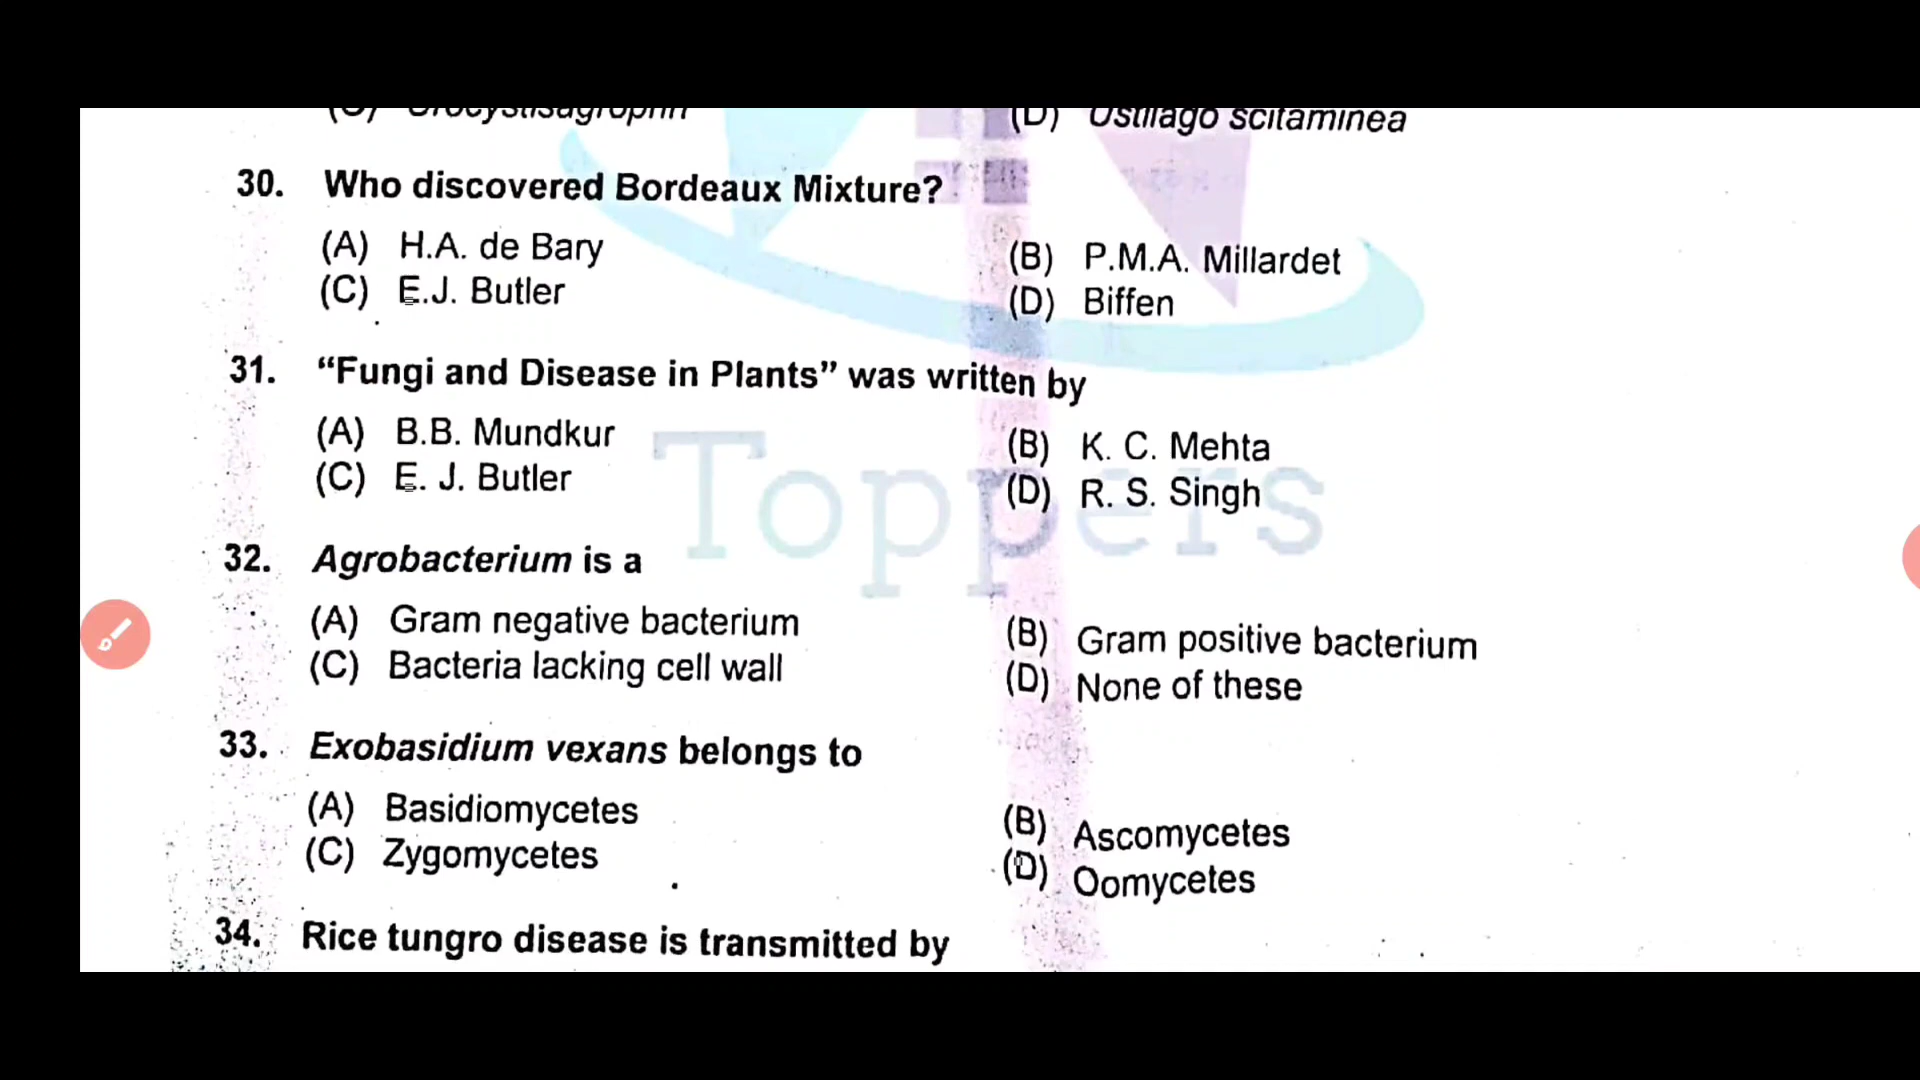 (C) Urocystisagrophii
(D) Ustilago scitaminea
30. Who discovered Bordeaux Mixture?
(A) H.A. de Bary
(B) P.M.A. Millardet
(C) E.J. Butler
(D) Biffen
31. “Fungi and Disease in Plants” was written by
(A) B.B. Mundkur
(B) K. C. Mehta
(C) E. J. Butler
(D) R. S. Singh
Toppers
32. Agrobacterium is a
(A) Gram negative bacterium
(B) Gram positive bacterium
(C) Bacteria lacking cell wall
(D) None of these
33. Exobasidium vexans belongs to
(A) Basidiomycetes
(B) Ascomycetes
(C) Zygomycetes
(D) Oomycetes
34. Rice tungro disease is transmitted by